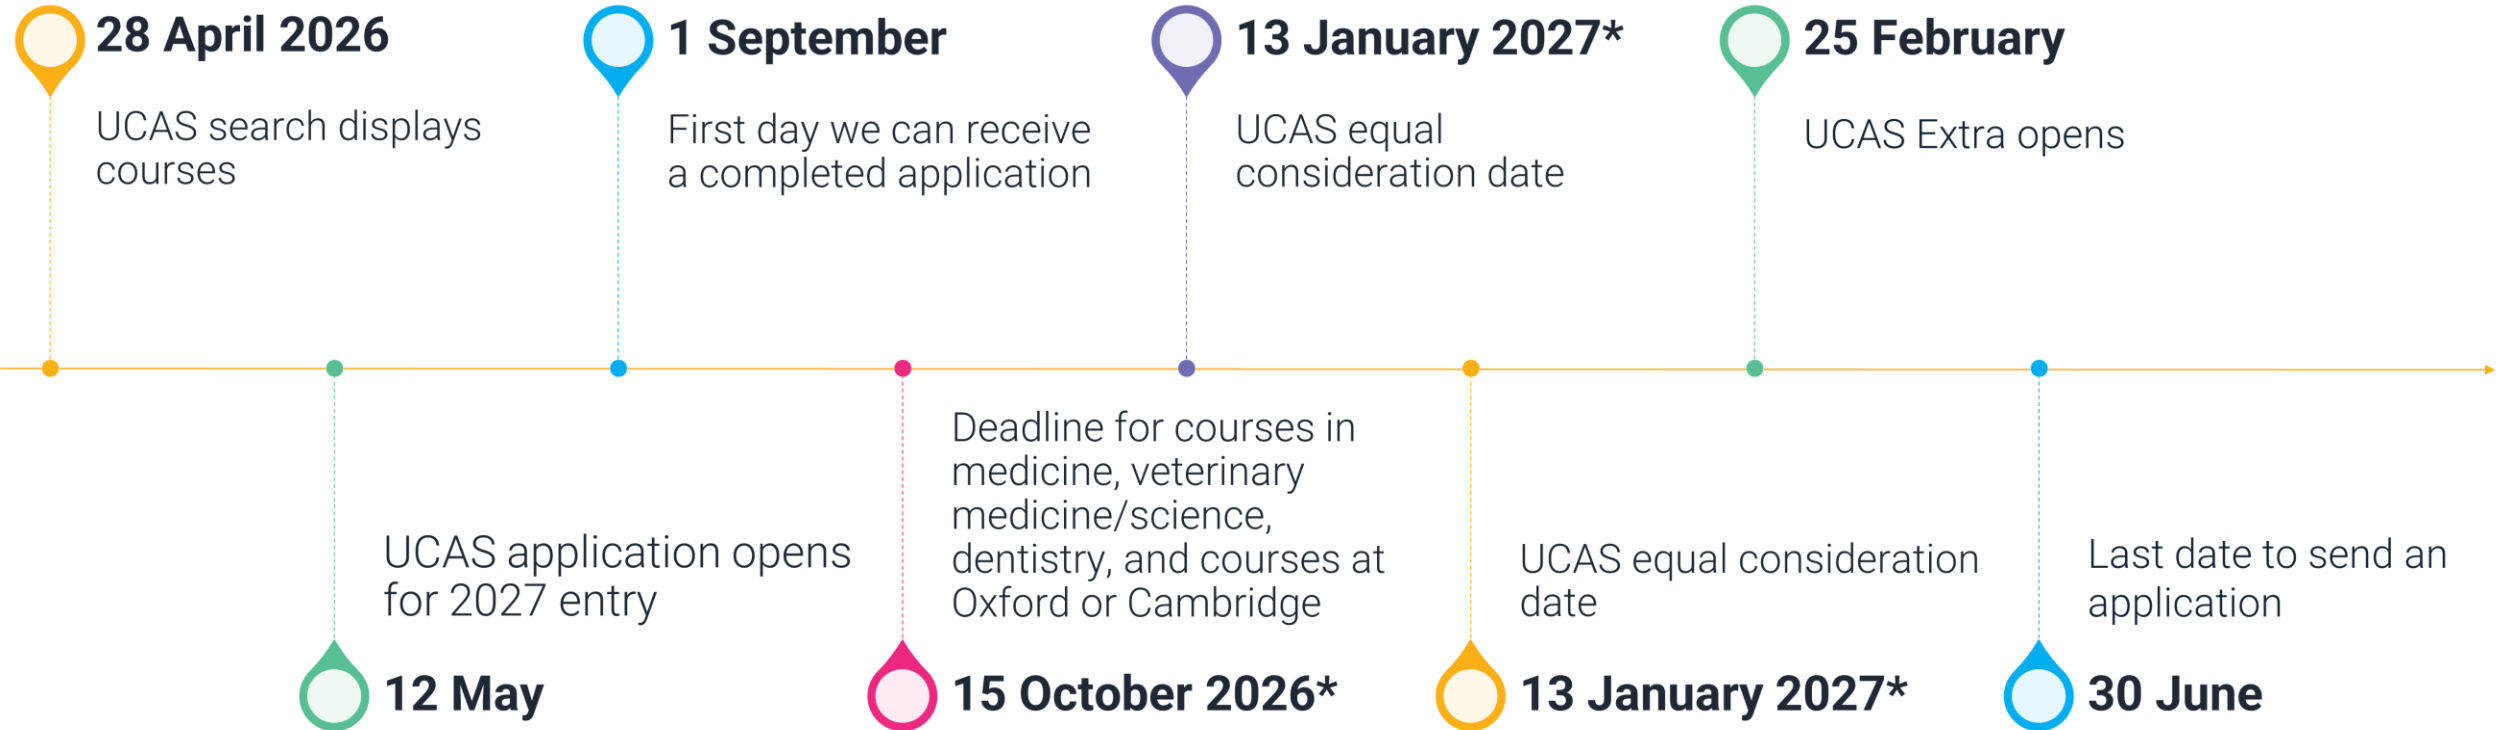 28 April 2026
UCAS search displays
courses
1 September
First day we can receive
a completed application
13 January 2027*
UCAS equal
consideration date
25 February
UCAS Extra opens
UCAS application opens
for 2027 entry
12 May
Deadline for courses in
medicine, veterinary
medicine/science,
dentistry, and courses at
Oxford or Cambridge
15 October 2026*
UCAS equal consideration
date
13 January 2027*
Last date to send an
application
30 June